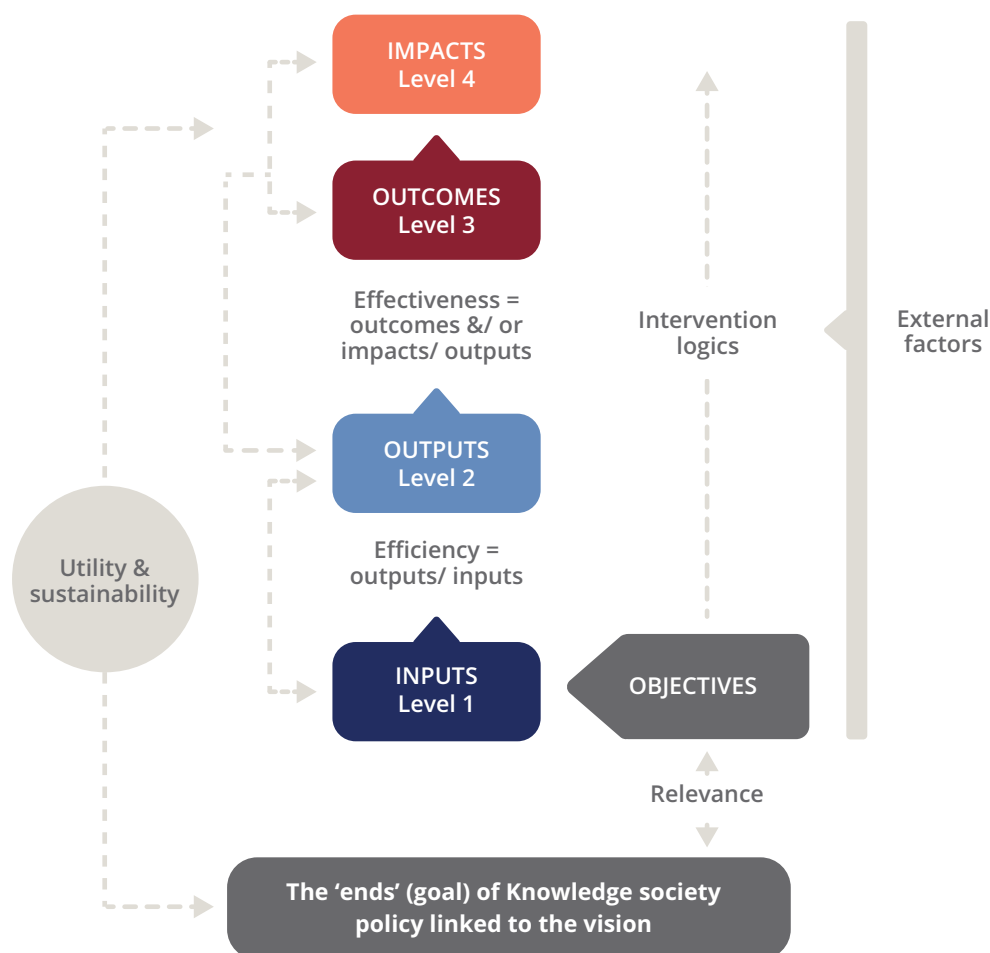 IMPACTS
Level 4
OUTCOMES
Level 3
Effectiveness =
outcomes &/ or
impacts/ outputs
Intervention
logics
External
factors
OUTPUTS
Level 2
Efficiency =
outputs/ inputs
Utility &
sustainability
INPUTS
Level 1
OBJECTIVES
Relevance
The ‘ends’ (goal) of Knowledge society
policy linked to the vision